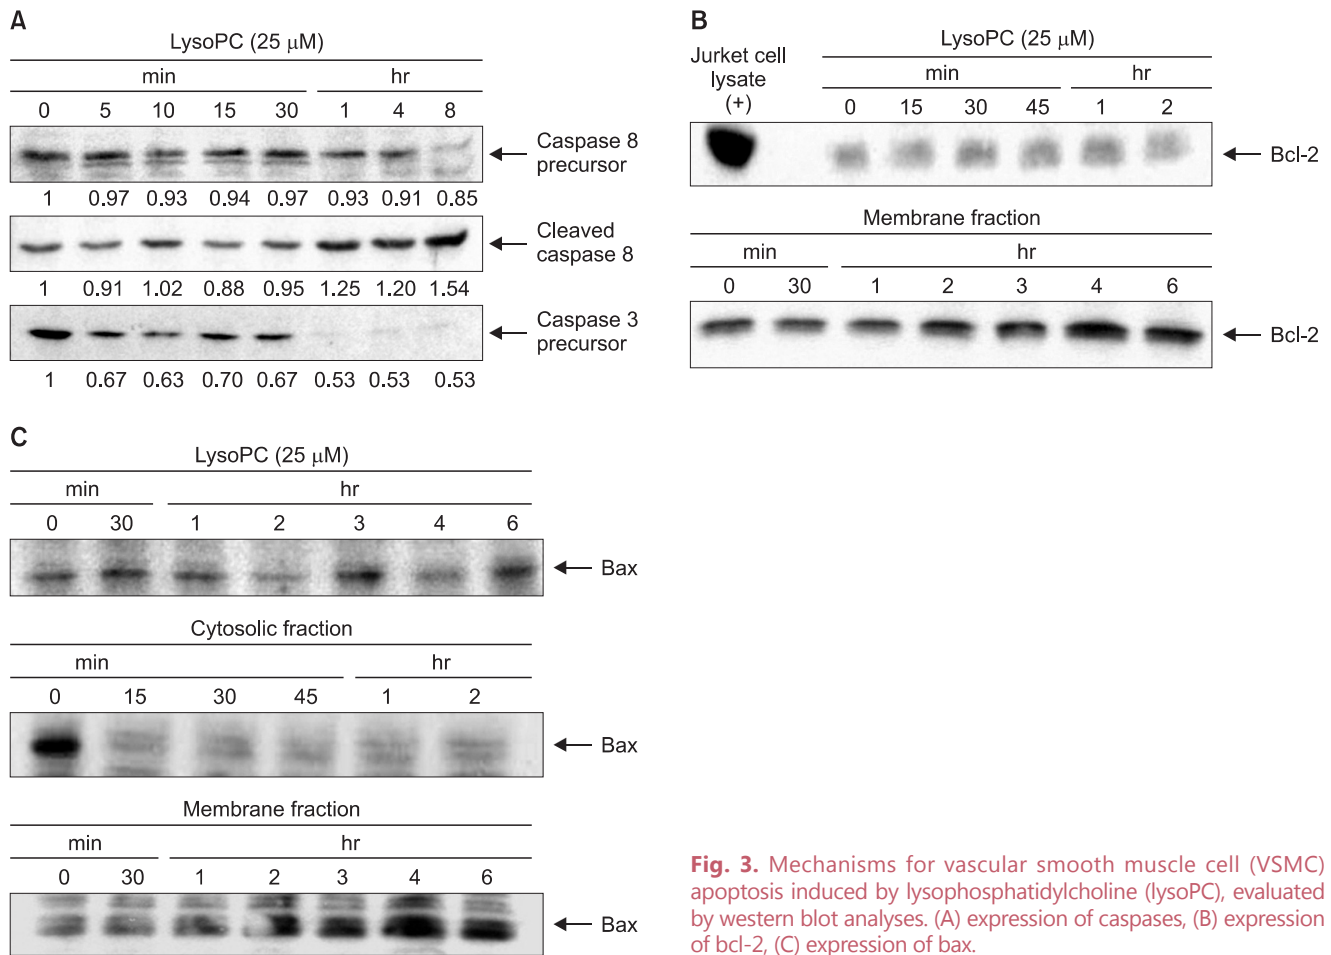 A
LysoPC (25 μM)
min hr
0 5 10 15 30 1 4 8
Caspase 8
precursor
1 0.97 0.93 0.94 0.97 0.93 0.91 0.85
Cleaved
caspase 8
1 0.91 1.02 0.88 0.95 1.25 1.20 1.54
Caspase 3
precursor
1 0.67 0.63 0.70 0.67 0.53 0.53 0.53
B
Jurket cell
lysate
(+)
LysoPC (25 μM)
min hr
0 15 30 45 1 2
Bcl-2
Membrane fraction
min hr
0 30 1 2 3 4 6
Bcl-2
C
LysoPC (25 μM)
min hr
0 30 1 2 3 4 6
Bax
Cytosolic fraction
min hr
0 15 30 45 1 2
Bax
Membrane fraction
min hr
0 30 1 2 3 4 6
Bax
Fig. 3. Mechanisms for vascular smooth muscle cell (VSMC)
apoptosis induced by lysophosphatidylcholine (lysoPC), evaluated
by western blot analyses. (A) expression of caspases, (B) expression
of bcl-2, (C) expression of bax.